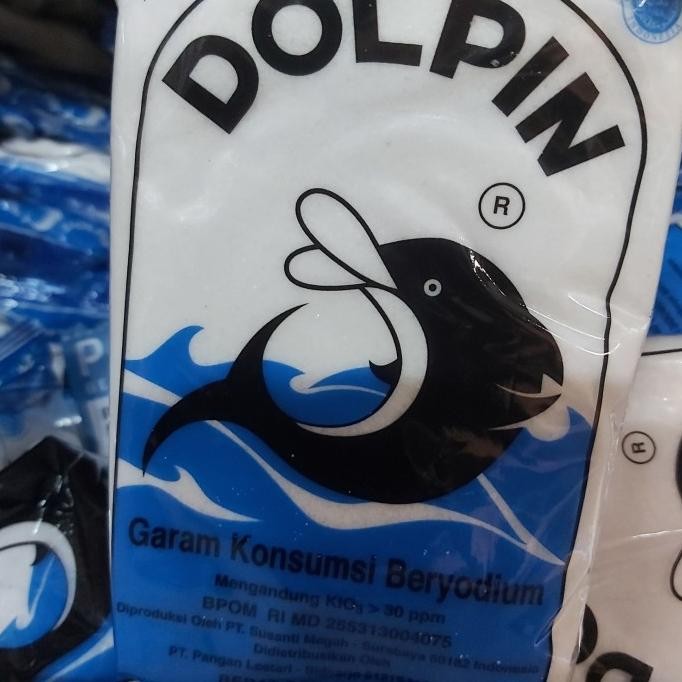 DOLPIN
R
Garam Konsumsi Beryodium
Mengandung KIO3 > 30 ppm
BPOM RI MD 255313004075
Diproduksi Oleh PT. Susanti Megah - Surabaya 60182 Indonesia
Didistribusikan Oleh
PT. Pangan Lestari -
R